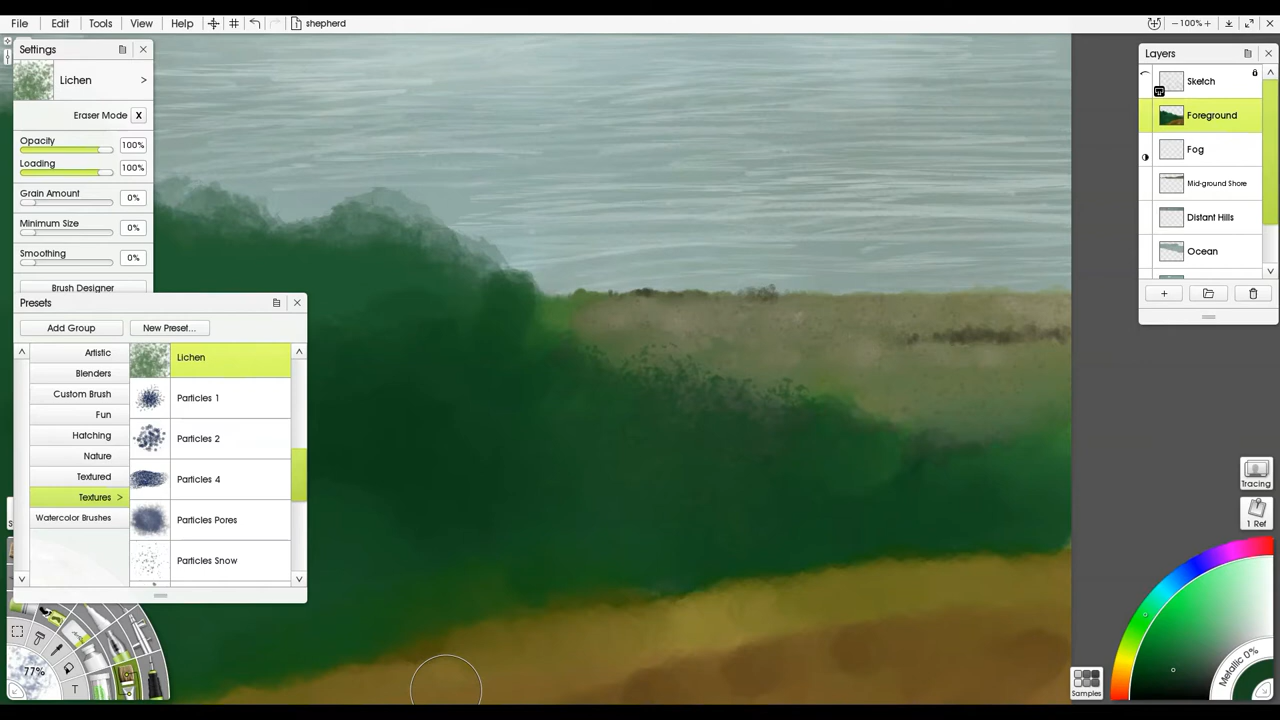 File Edit Tools View Help shepherd 100%
Settings
Lichen >
Eraser Mode X
Opacity 100%
Loading 100%
Grain Amount 0%
Minimum Size 0%
Smoothing 0%
Brush Designer
Presets
Add Group New Preset...
Artistic
Blenders
Custom Brush
Fun
Hatching
Nature
Textured
Textures >
Watercolor Brushes
Lichen
Particles 1
Particles 2
Particles 4
Particles Pores
Particles Snow
77%
T
Layers
Sketch
Foreground
Fog
Mid-ground Shore
Distant Hills
Ocean
Tracing
1 Ref
Metallic 0%
Samples